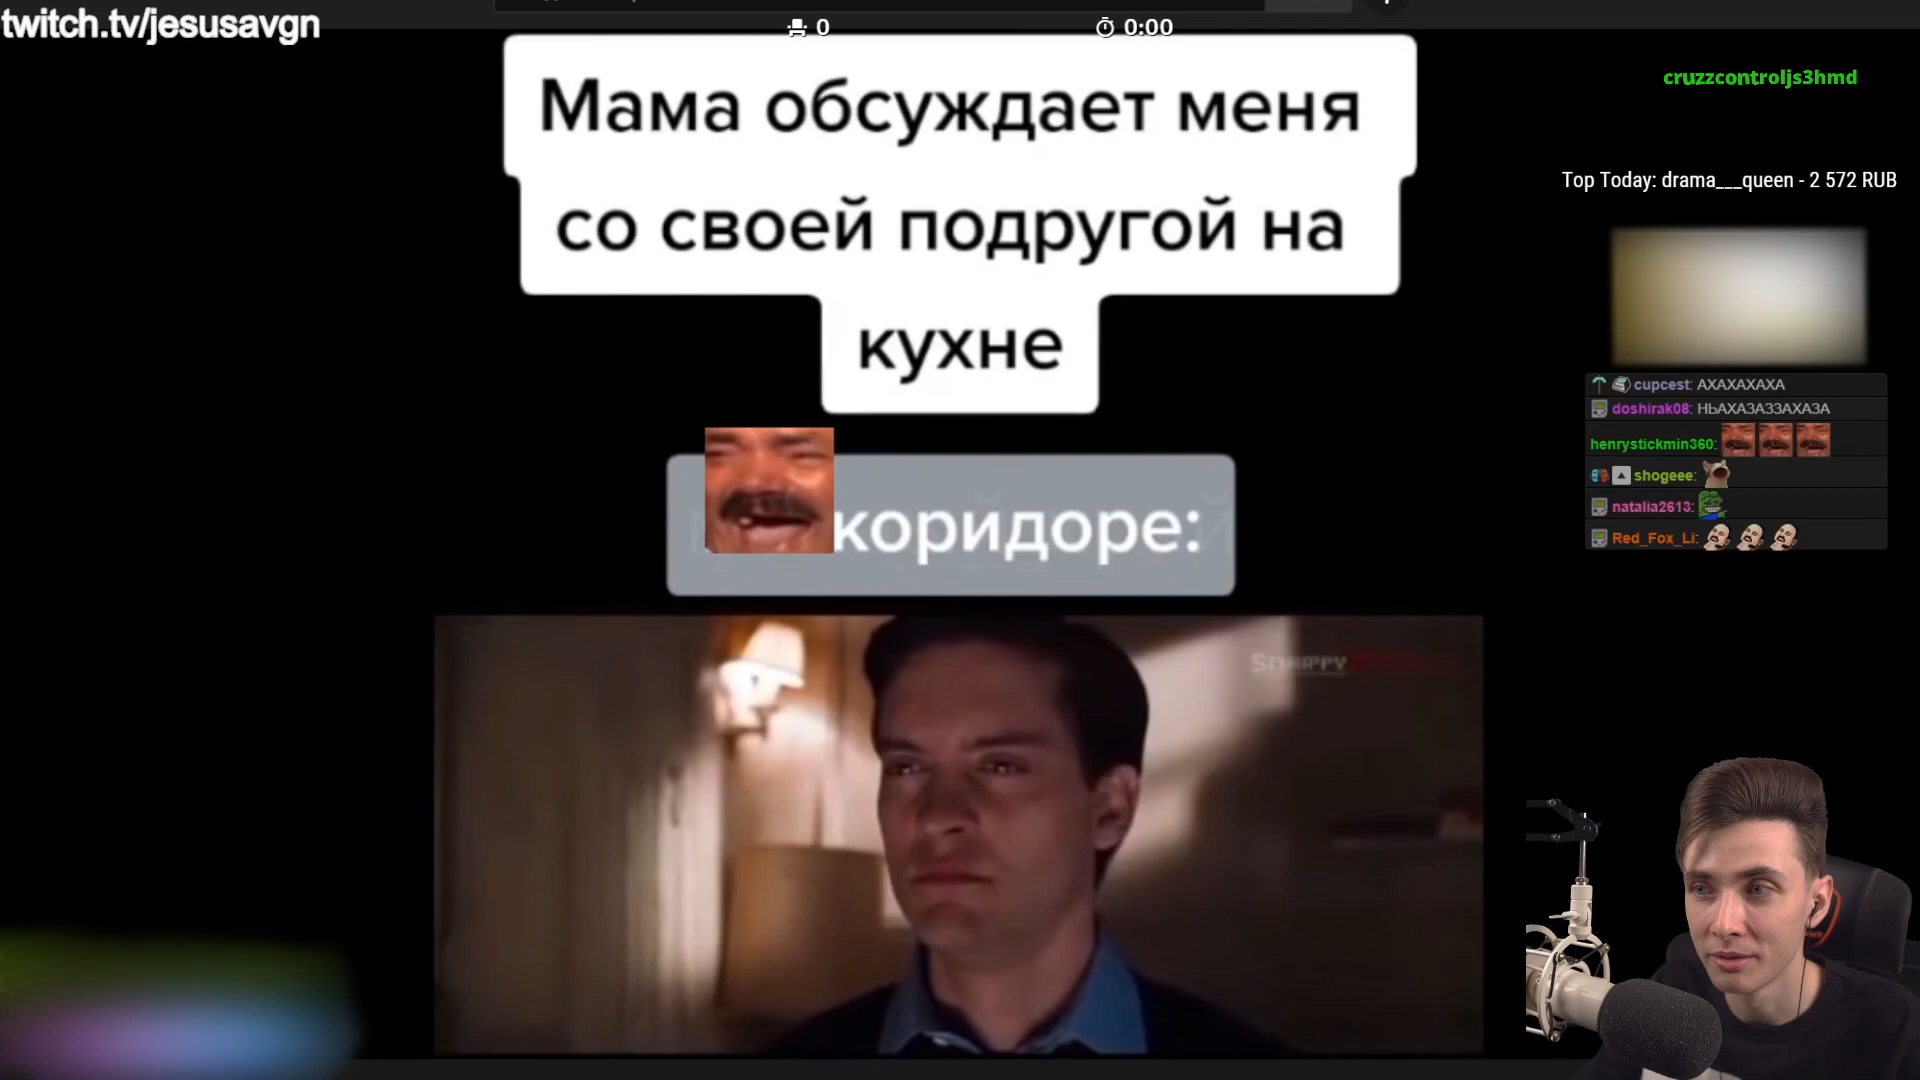 twitch.tv/jesusavgn
0
0:00
Мама обсуждает меня
со своей подругой на
кухне
коридоре:
cruzzcontroljs3hmd
Top Today: drama___queen - 2 572 RUB
cupcest: АХАХАХАХА
doshirak08: НЬАХАЗАЗЗАХАЗА
henrystickmin360:
shogeee:
natalia2613:
Red_Fox_Li: